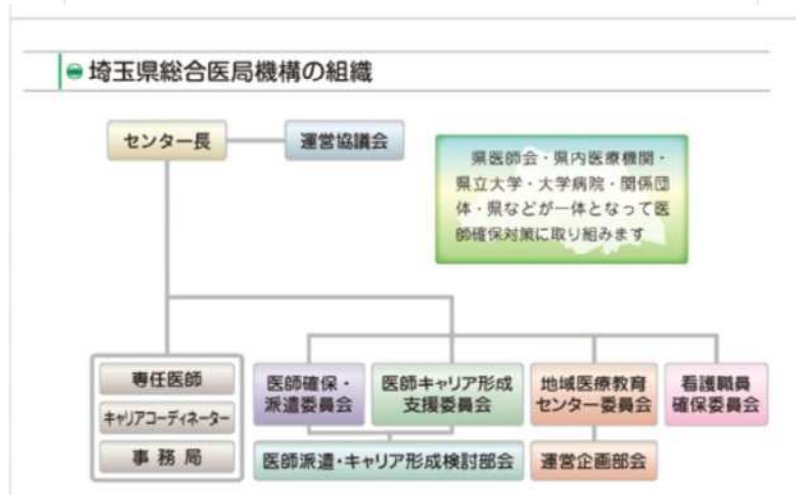 埼玉県総合医局機構の組織
センター長
運営協議会
県医師会・県内医療機関・
県立大学・大学病院・関係団
体・県などが一体となって医
師確保対策に取り組みます
専任医師
キャリアコーディネーター
事務局
医師確保・
派遣委員会
医師キャリア形成
支援委員会
地域医療教育
センター委員会
看護職員
確保委員会
医師派遣・キャリア形成検討部会
運営企画部会